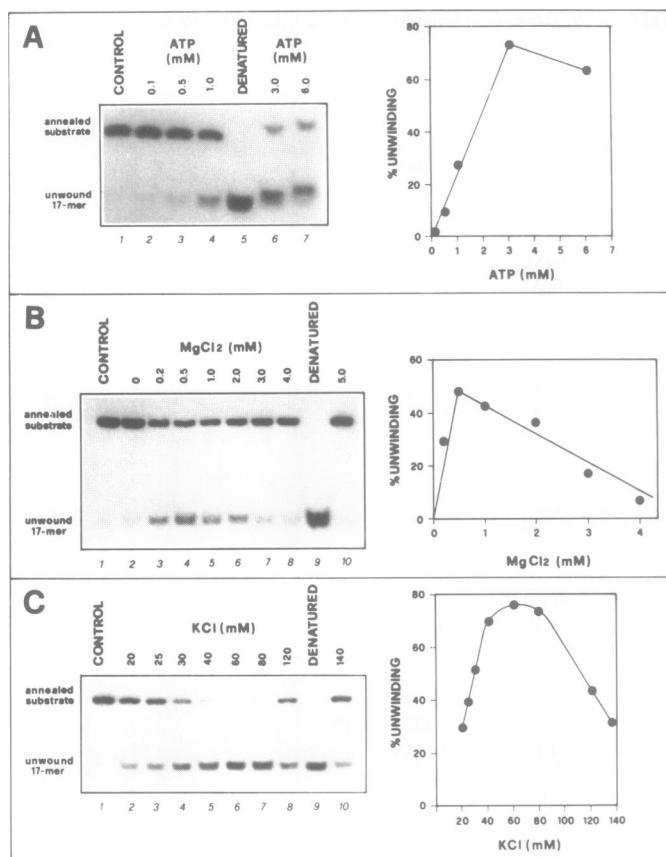 A
CONTROL
ATP
(mM)
0.1
0.5
1.0
DENATURED
ATP
(mM)
3.0
6.0
annealed
substrate
unwound
17-mer
1 2 3 4 5 6 7
% UNWINDING
80
60
40
20
0
0 1 2 3 4 5 6 7
ATP (mM)
B
CONTROL
MgCl2 (mM)
0
0.2
0.5
1.0
2.0
3.0
4.0
DENATURED
5.0
annealed
substrate
unwound
17-mer
1 2 3 4 5 6 7 8 9 10
% UNWINDING
60
40
20
0
0 1 2 3 4
MgCl2 (mM)
C
CONTROL
KCl (mM)
20
25
30
40
60
80
120
DENATURED
140
annealed
substrate
unwound
17-mer
1 2 3 4 5 6 7 8 9 10
% UNWINDING
80
60
40
20
0
20 40 60 80 100 120 140
KCl (mM)